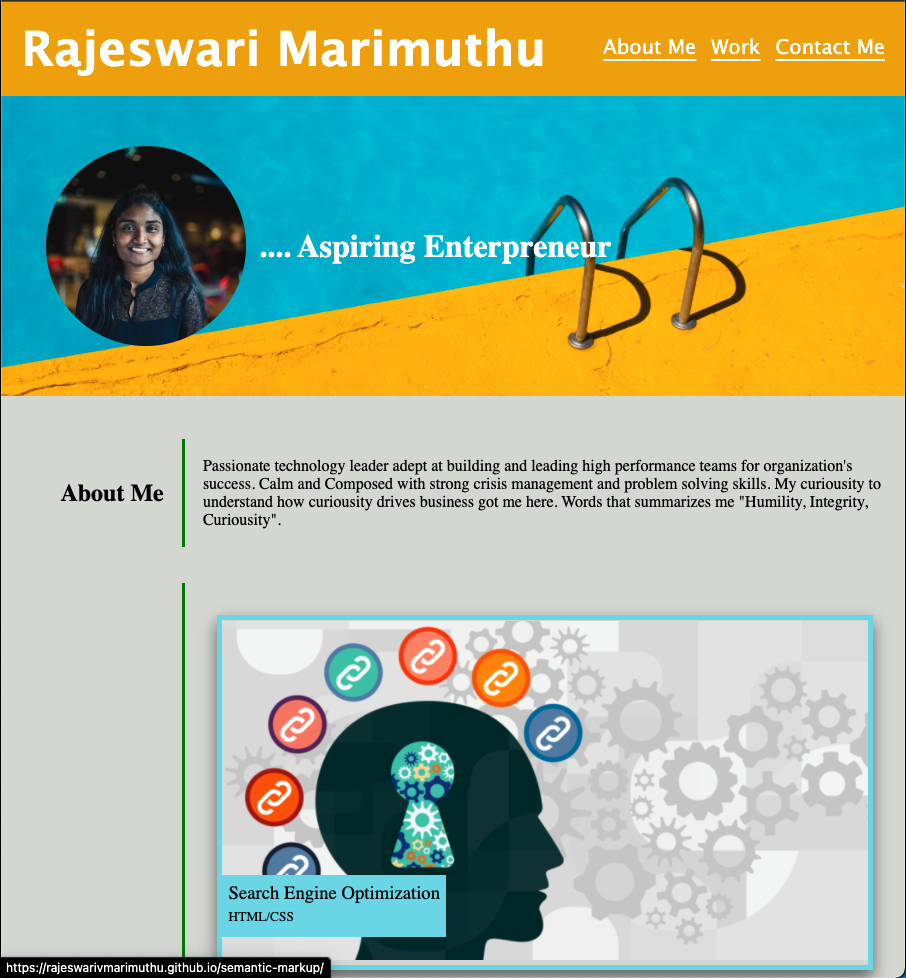 Rajeswari Marimuthu
About Me Work Contact Me
.... Aspiring Enterpreneur
About Me
Passionate technology leader adept at building and leading high performance teams for organization's
success. Calm and Composed with strong crisis management and problem solving skills. My curiousity to
understand how curiousity drives business got me here. Words that summarizes me "Humility, Integrity,
Curiousity".
Search Engine Optimization
HTML/CSS
https://rajeswarivmarimuthu.github.io/semantic-markup/